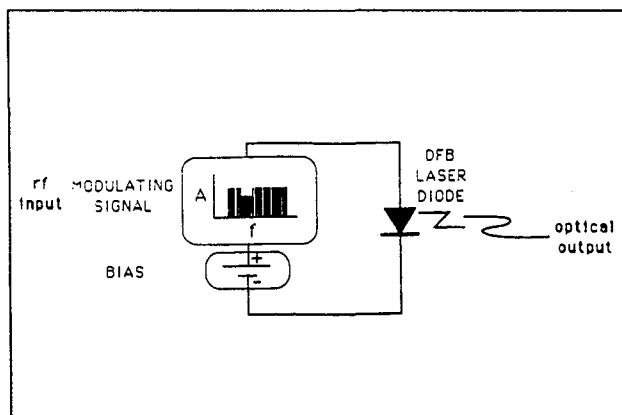 DFB
LASER
DIODE
rf MODULATING
input SIGNAL
A
f
optical
output
BIAS
+
-